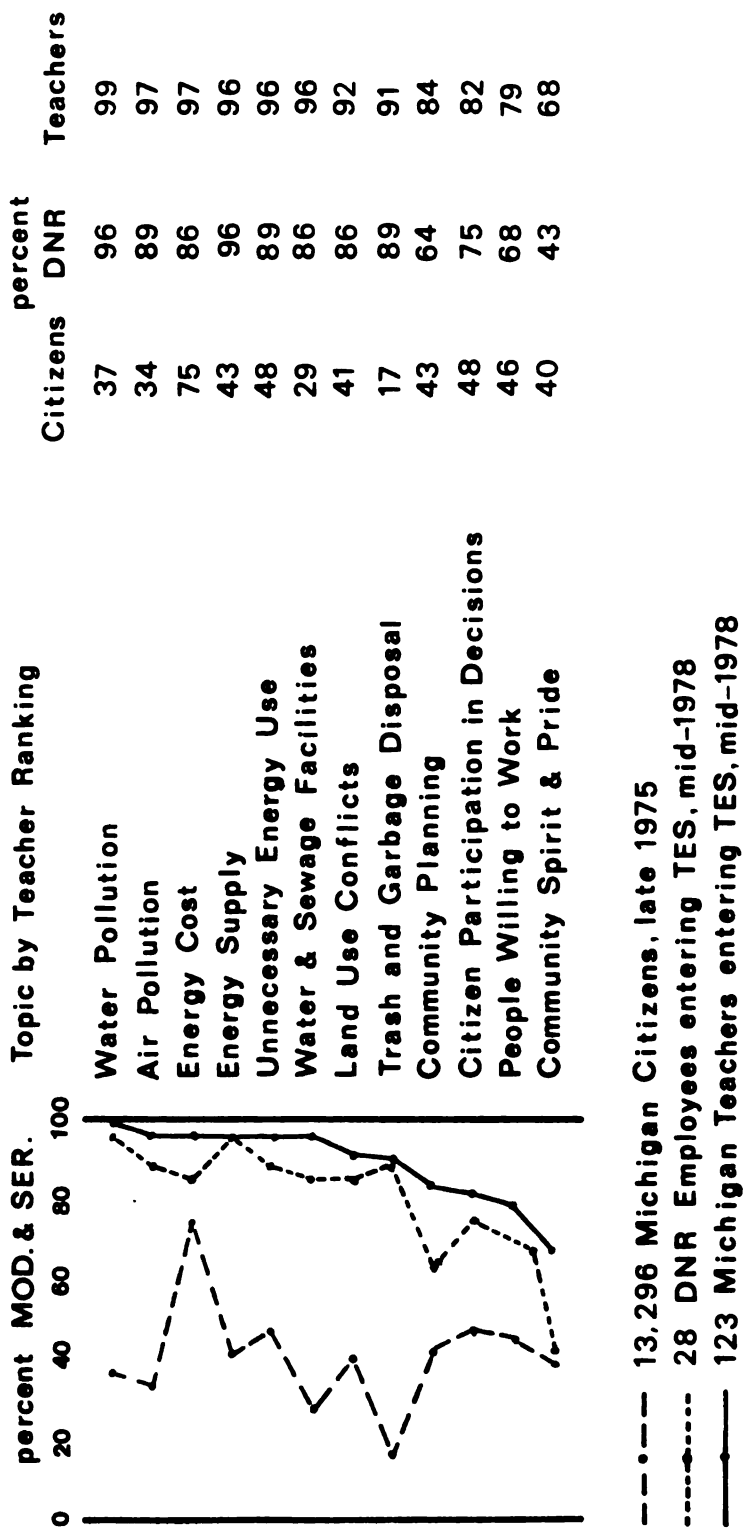 percent MOD. & SER. Topic by Teacher Ranking percent
0 20 40 60 80 100 Citizens DNR Teachers
Water Pollution 37 96 99
Air Pollution 34 89 97
Energy Cost 75 86 97
Energy Supply 43 96 96
Unnecessary Energy Use 48 89 96
Water & Sewage Facilities 29 86 96
Land Use Conflicts 41 86 92
Trash and Garbage Disposal 17 89 91
Community Planning 43 64 84
Citizen Participation in Decisions 48 75 82
People Willing to Work 46 68 79
Community Spirit & Pride 40 43 68
13,296 Michigan Citizens, late 1975
28 DNR Employees entering TES, mid-1978
123 Michigan Teachers entering TES, mid-1978